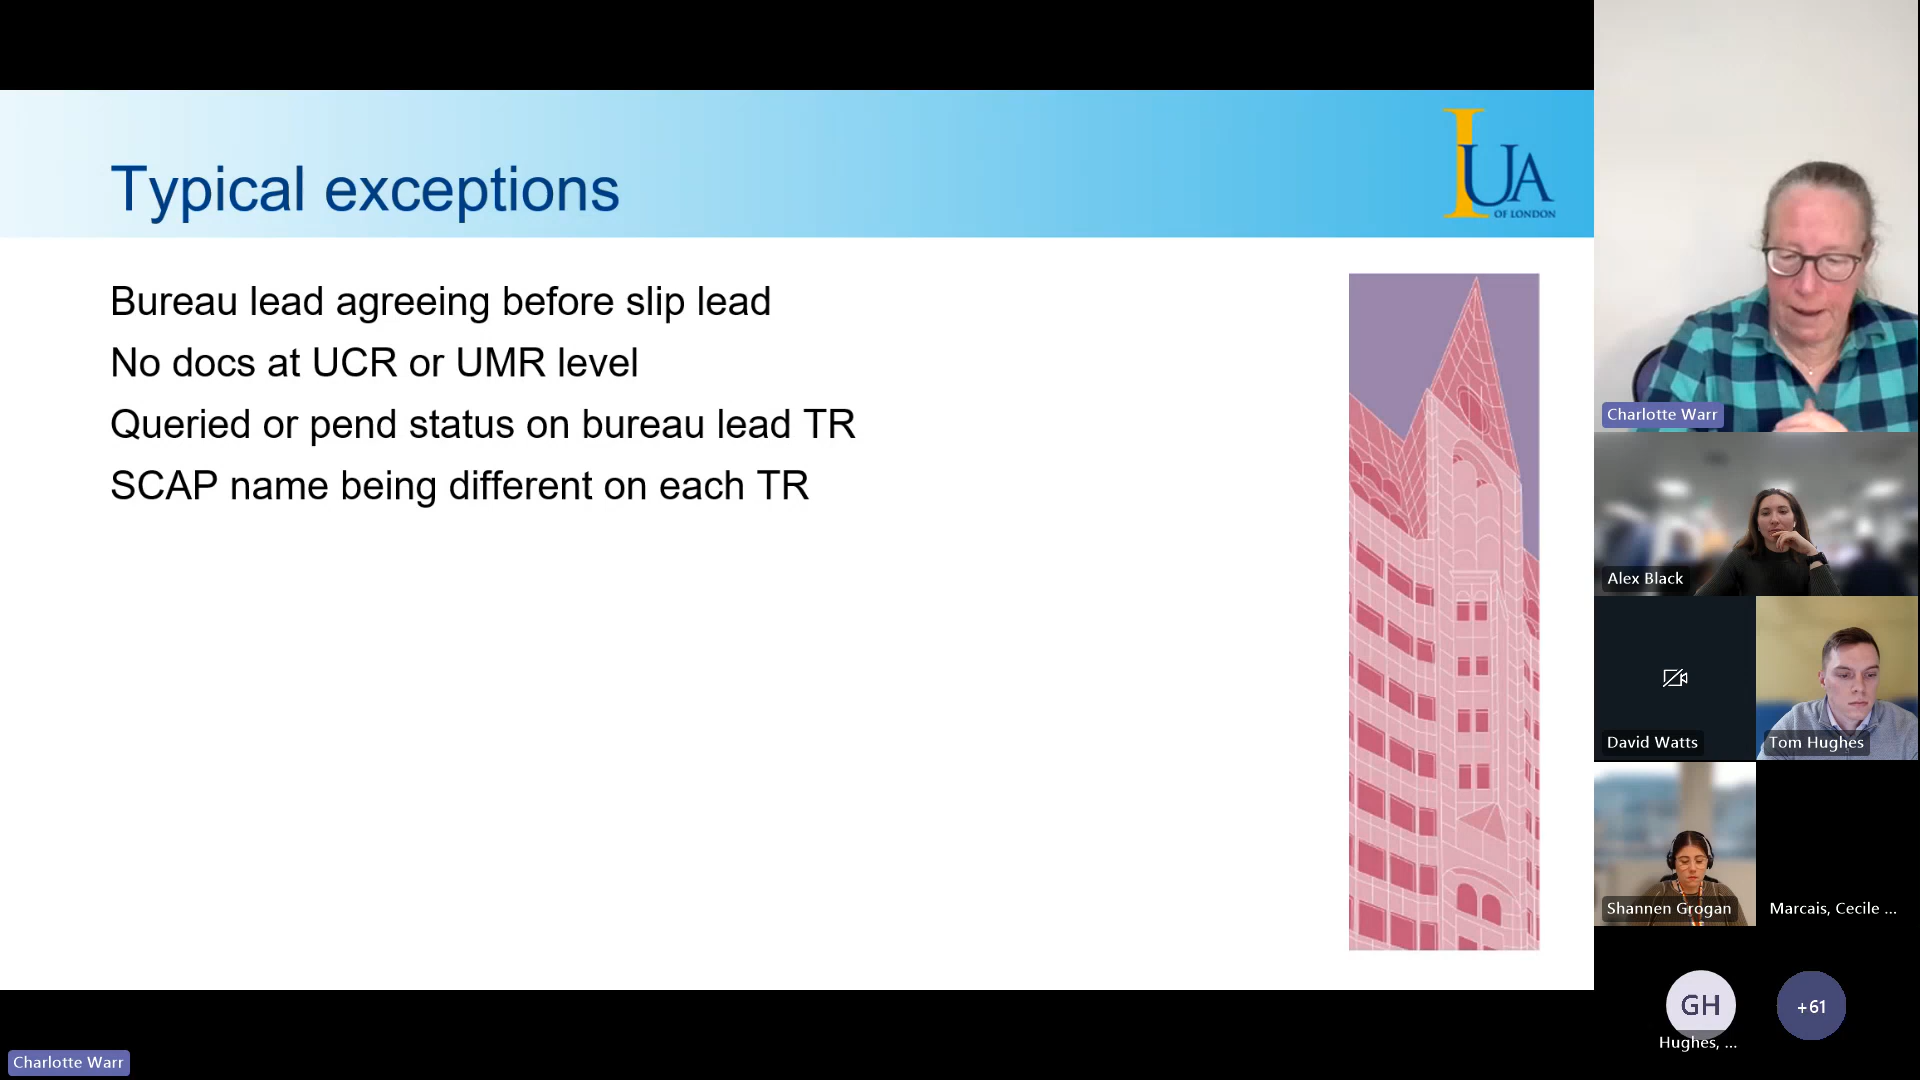 Typical exceptions
IUA
OF LONDON
Bureau lead agreeing before slip lead
No docs at UCR or UMR level
Queried or pend status on bureau lead TR
SCAP name being different on each TR
Charlotte Warr
Alex Black
David Watts
Tom Hughes
Shannen Grogan
Marcais, Cecile ...
GH
+61
Hughes, ...
Charlotte Warr